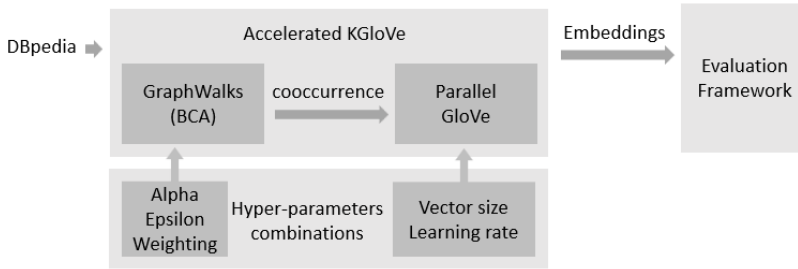 DBpedia
Accelerated KGloVe
GraphWalks
(BCA)
cooccurrence
Parallel
GloVe
Embeddings
Evaluation
Framework
Alpha
Epsilon
Weighting
Hyper-parameters
combinations
Vector size
Learning rate